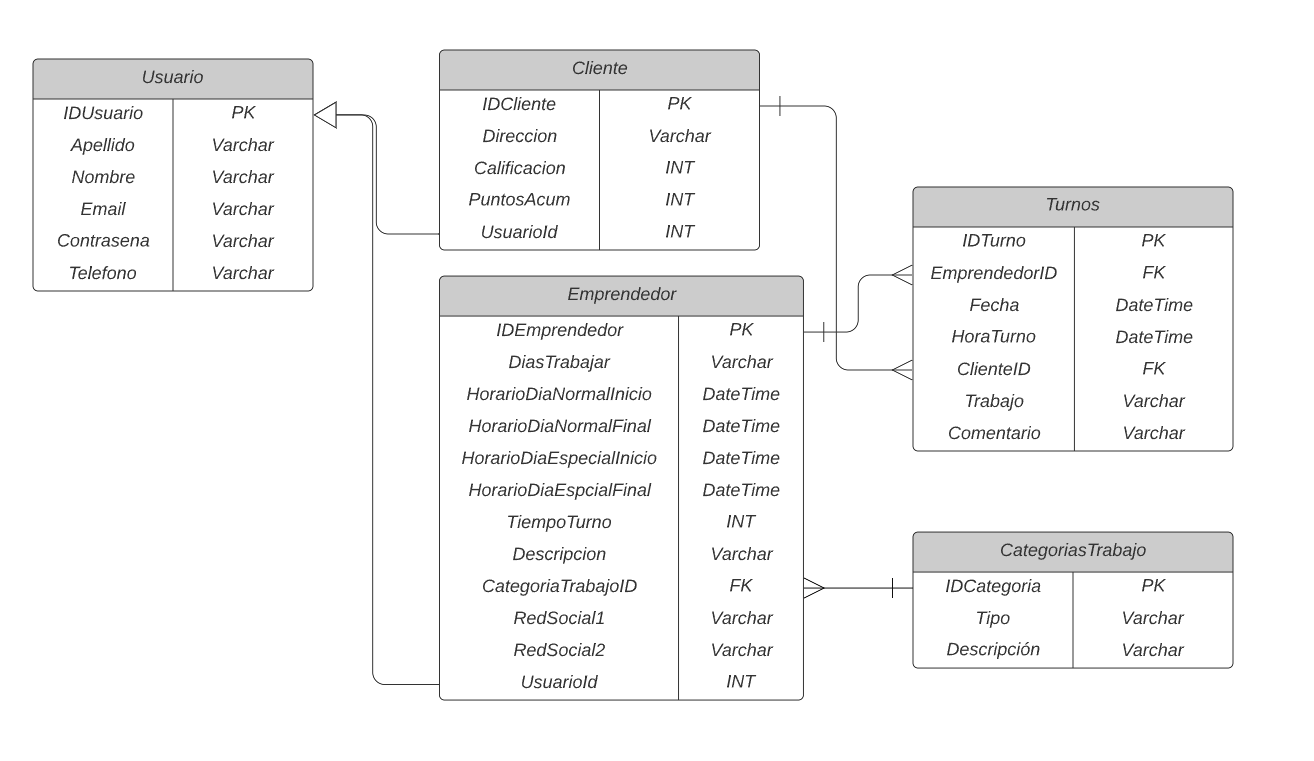 Usuario
IDUsuario PK
Apellido Varchar
Nombre Varchar
Email Varchar
Contrasena Varchar
Telefono Varchar
Cliente
IDCliente PK
Direccion Varchar
Calificacion INT
PuntosAcum INT
UsuarioId INT
Emprendedor
IDEmprendedor PK
DiasTrabajar Varchar
HorarioDiaNormalInicio DateTime
HorarioDiaNormalFinal DateTime
HorarioDiaEspecialInicio DateTime
HorarioDiaEspcialFinal DateTime
TiempoTurno INT
Descripcion Varchar
CategoriaTrabajoID FK
RedSocial1 Varchar
RedSocial2 Varchar
UsuarioId INT
Turnos
IDTurno PK
EmprendedorID FK
Fecha DateTime
HoraTurno DateTime
ClienteID FK
Trabajo Varchar
Comentario Varchar
CategoriasTrabajo
IDCategoria PK
Tipo Varchar
Descripción Varchar